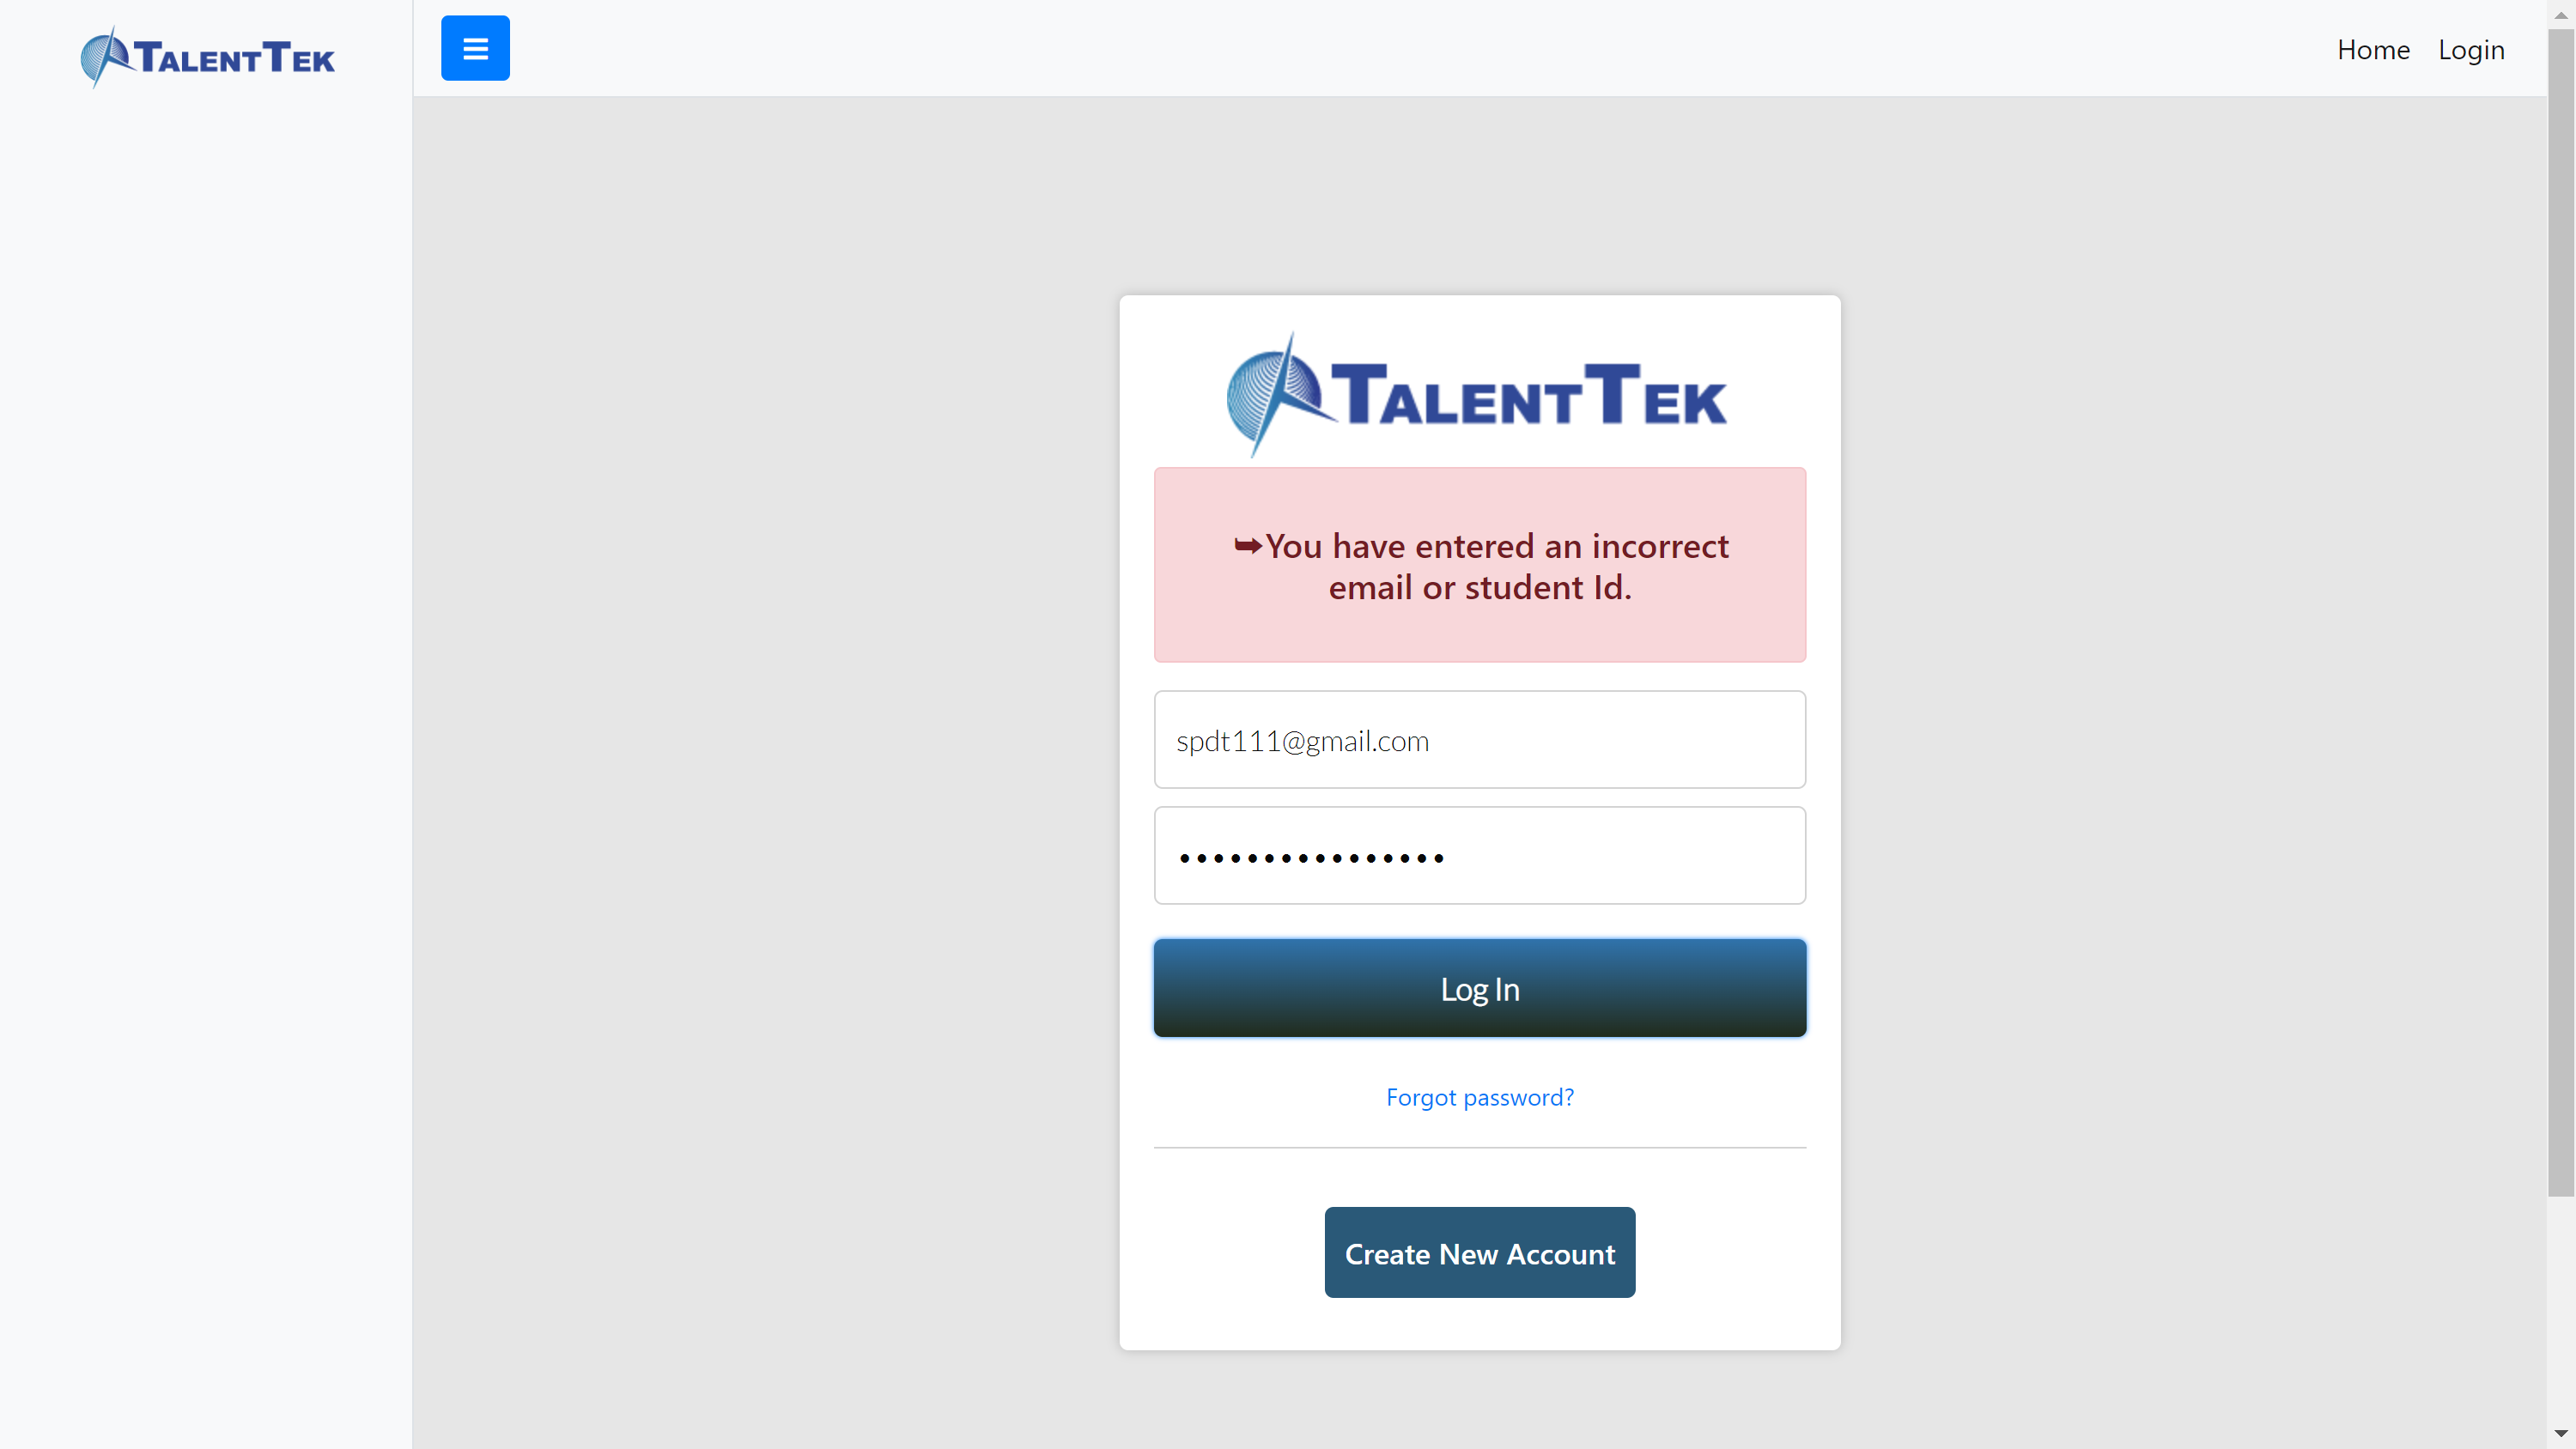 TALENTTEK
Home Login
TALENTTEK
➥You have entered an incorrect
email or student Id.
spdt111@gmail.com
••••••••••••••••
Log In
Forgot password?
Create New Account